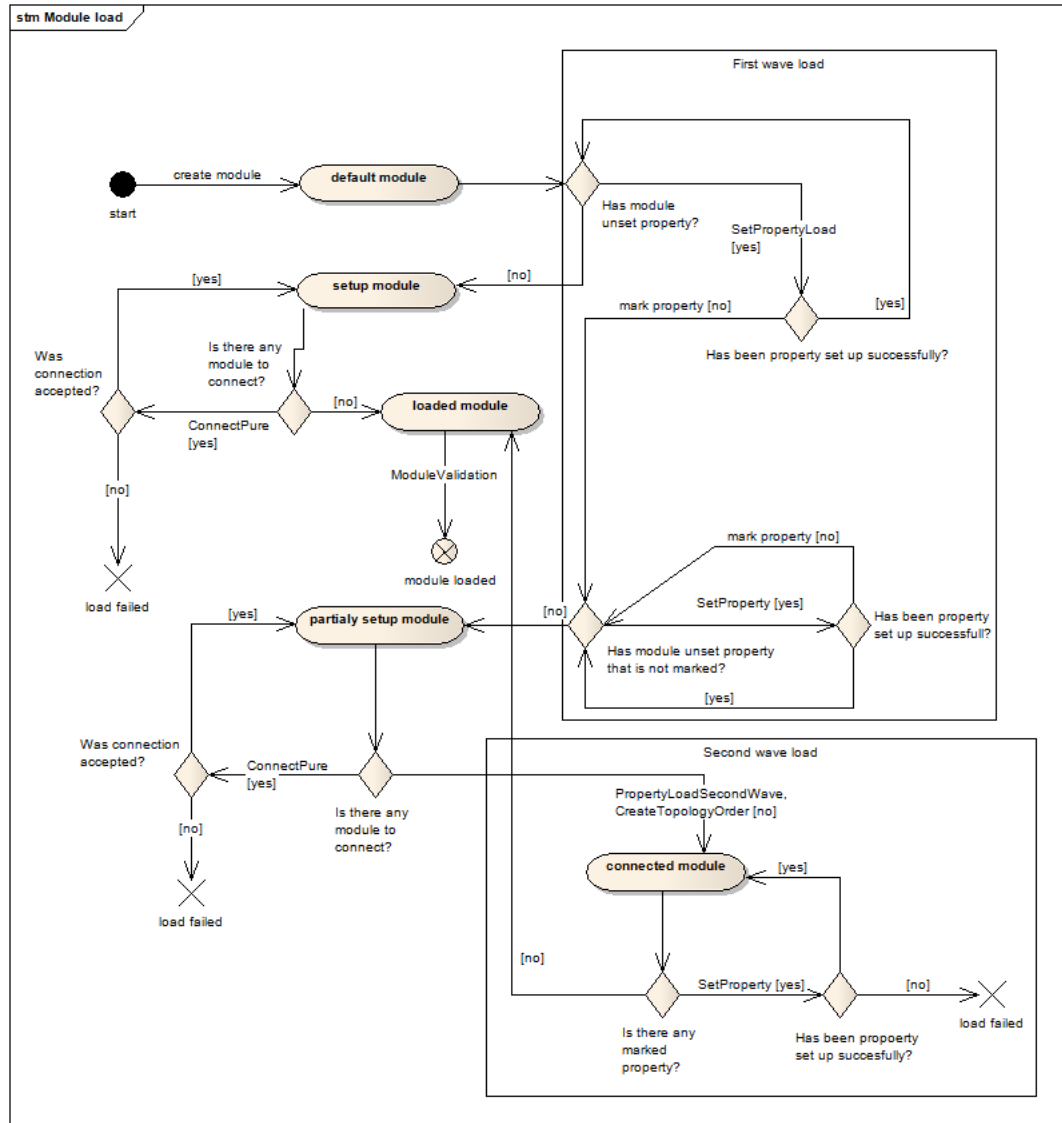 stm Module load
First wave load
create module
default module
start
Has module
unset property?
SetPropertyLoad
[yes]
[no]
[yes]
setup module
mark property [no]
[yes]
Has been property set up successfully?
Was
connection
accepted?
Is there any
module to
connect?
ConnectPure
[yes]
[no]
loaded module
[no]
ModuleValidation
module loaded
load failed
mark property [no]
[yes]
partialy setup module
[no]
SetProperty [yes]
Has been property
set up successfull?
Has module unset property
that is not marked?
[yes]
Was connection
accepted?
ConnectPure
[yes]
Is there any
module to
connect?
[no]
load failed
Second wave load
PropertyLoadSecondWave,
CreateTopologyOrder [no]
connected module
[yes]
[no]
SetProperty [yes]
[no]
load failed
Is there any
marked
property?
Has been propoerty
set up succesfully?